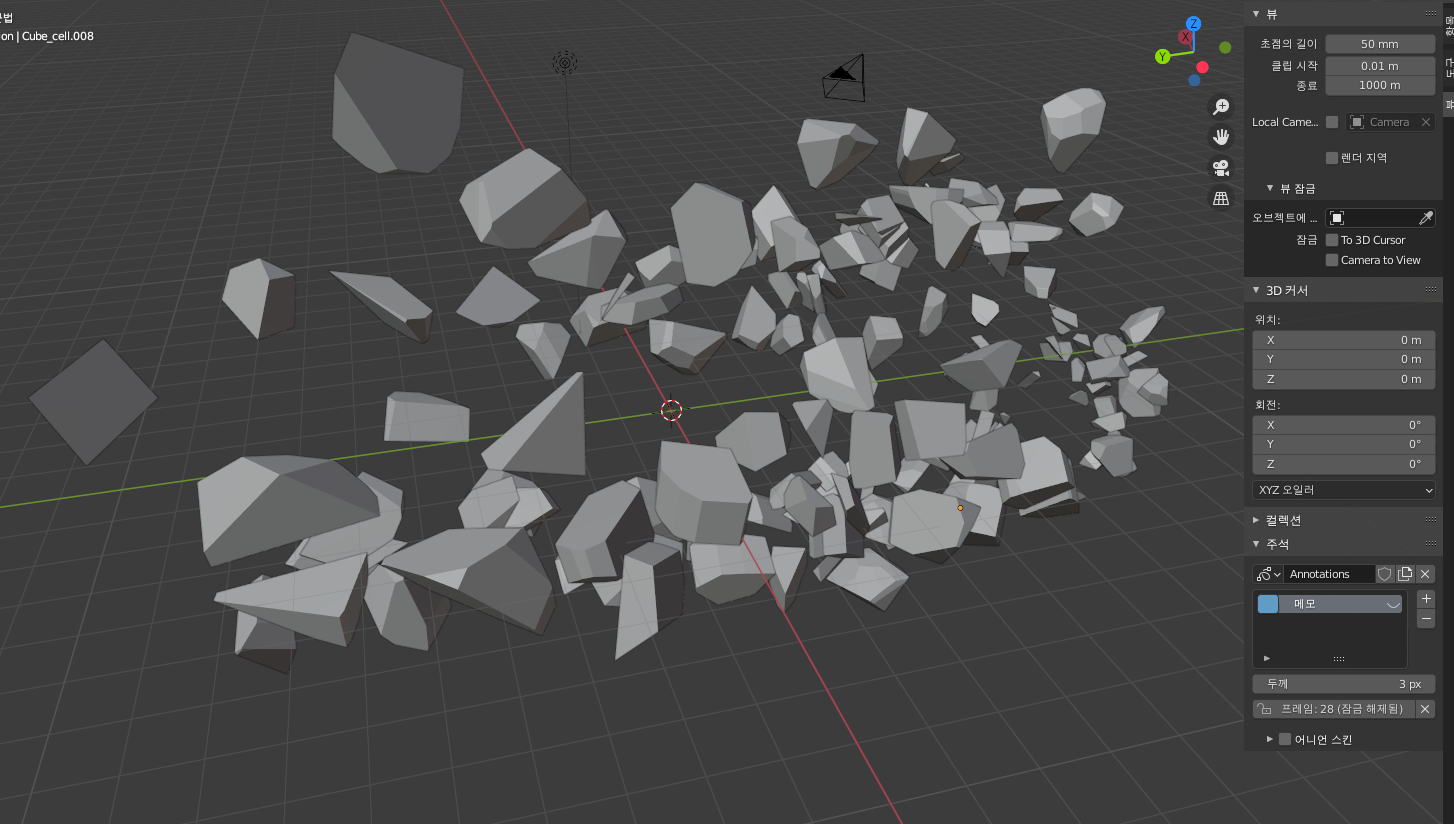 on | Cube_cell.008
Z
X
Y
뷰
초점의 길이 50 mm
클립 시작 0.01 m
종료 1000 m
Local Came... Camera
렌더 지역
뷰 잠금
오브젝트에 ...
잠금 To 3D Cursor
Camera to View
3D 커서
위치:
X 0 m
Y 0 m
Z 0 m
회전:
X 0°
Y 0°
Z 0°
XYZ 오일러
컬렉션
주석
Annotations
메모
두께 3 px
프레임: 28 (잠금 해제됨)
어니언 스킨